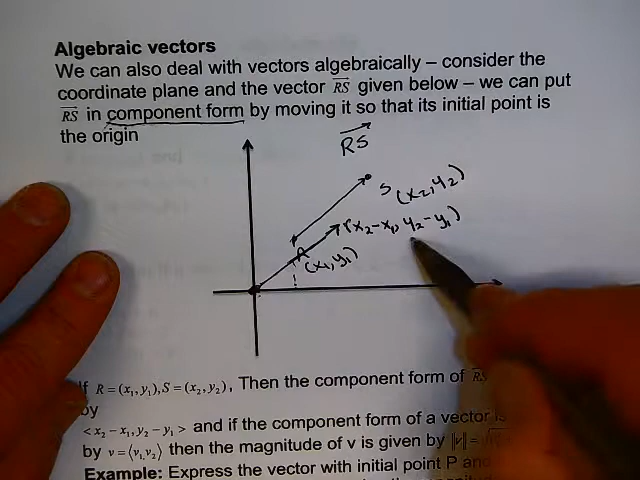 Algebraic vectors
We can also deal with vectors algebraically – consider the
coordinate plane and the vector RS given below – we can put
RS in component form by moving it so that its initial point is
the origin
RS
S (x₂, y₂)
(x₂-x₁, y₂-y₁)
R
(x₁, y₁)
If R = (x₁, y₁), S = (x₂, y₂), Then the component form of RS
by
< x₂ − x₁, y₂ − y₁ > and if the component form of a vector is
by v = ⟨v₁, v₂⟩ then the magnitude of v is given by ‖v‖ =
Example: Express the vector with initial point P and